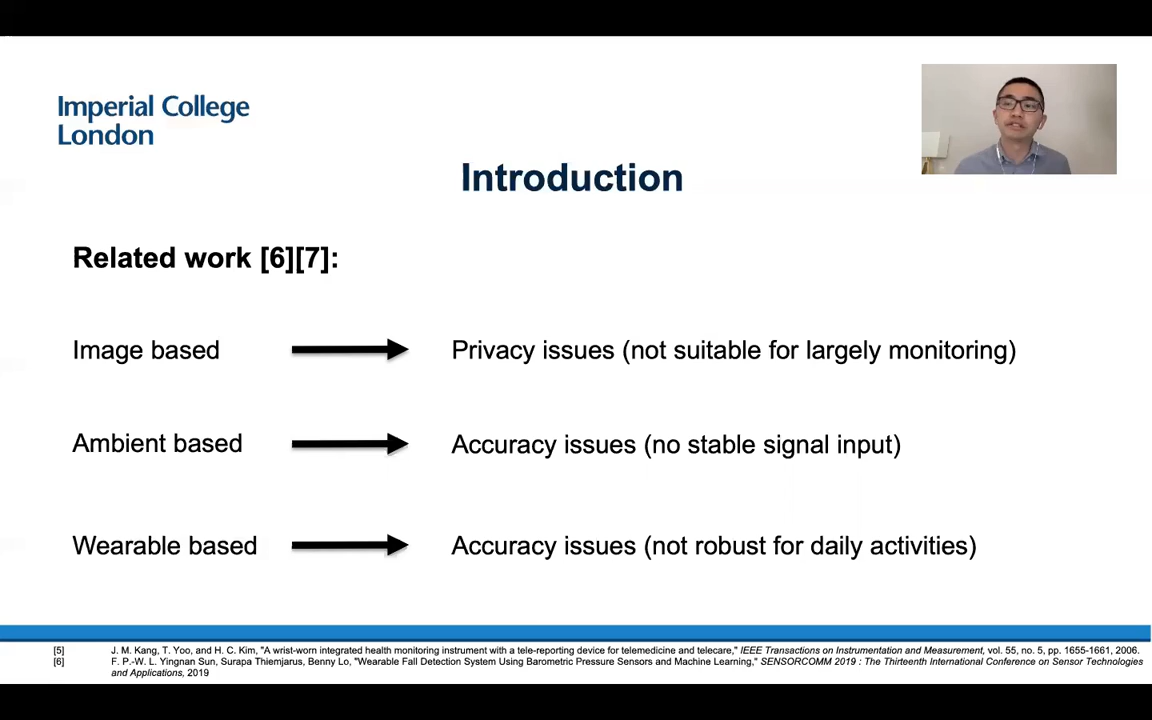 Imperial College
London
Introduction
Related work [6][7]:
Image based
Privacy issues (not suitable for largely monitoring)
Ambient based
Accuracy issues (no stable signal input)
Wearable based
Accuracy issues (not robust for daily activities)
[5] J. M. Kang, T. Yoo, and H. C. Kim, "A wrist-worn integrated health monitoring instrument with a tele-reporting device for telemedicine and telecare," IEEE Transactions on Instrumentation and Measurement, vol. 55, no. 5, pp. 1655-1661, 2006.
[6] F. P.-W. L. Yingnan Sun, Surapa Thiemjarus, Benny Lo, "Wearable Fall Detection System Using Barometric Pressure Sensors and Machine Learning," SENSORCOMM 2019 : The Thirteenth International Conference on Sensor Technologies
and Applications, 2019